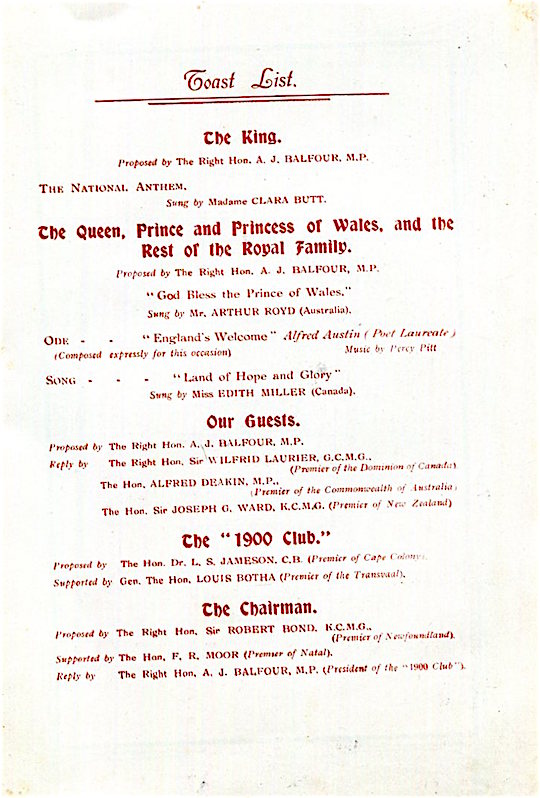 Toast List.
The King.
Proposed by The Right Hon. A. J. BALFOUR, M.P.
THE NATIONAL ANTHEM.
Sung by Madame CLARA BUTT.
The Queen, Prince and Princess of Wales, and the
Rest of the Royal Family.
Proposed by The Right Hon. A. J. BALFOUR, M.P.
"God Bless the Prince of Wales."
Sung by Mr. ARTHUR ROYD (Australia).
ODE - - "England's Welcome" Alfred Austin (Poet Laureate)
(Composed expressly for this occasion) Music by Percy Pitt
SONG - - - "Land of Hope and Glory"
Sung by Miss EDITH MILLER (Canada).
Our Guests.
Proposed by The Right Hon. A. J. BALFOUR, M.P.
Reply by The Right Hon. Sir WILFRID LAURIER, G.C.M.G.,
(Premier of the Dominion of Canada).
The Hon. ALFRED DEAKIN, M.P.,
(Premier of the Commonwealth of Australia)
The Hon. Sir JOSEPH G. WARD, K.C.M.G. (Premier of New Zealand)
The "1900 Club."
Proposed by The Hon. Dr. L. S. JAMESON, C.B. (Premier of Cape Colony).
Supported by Gen. The Hon. LOUIS BOTHA (Premier of the Transvaal).
The Chairman.
Proposed by The Right Hon. Sir ROBERT BOND, K.C.M.G.,
(Premier of Newfoundland).
Supported by The Hon. F. R. MOOR (Premier of Natal).
Reply by The Right Hon. A. J. BALFOUR, M.P. (President of the "1900 Club").